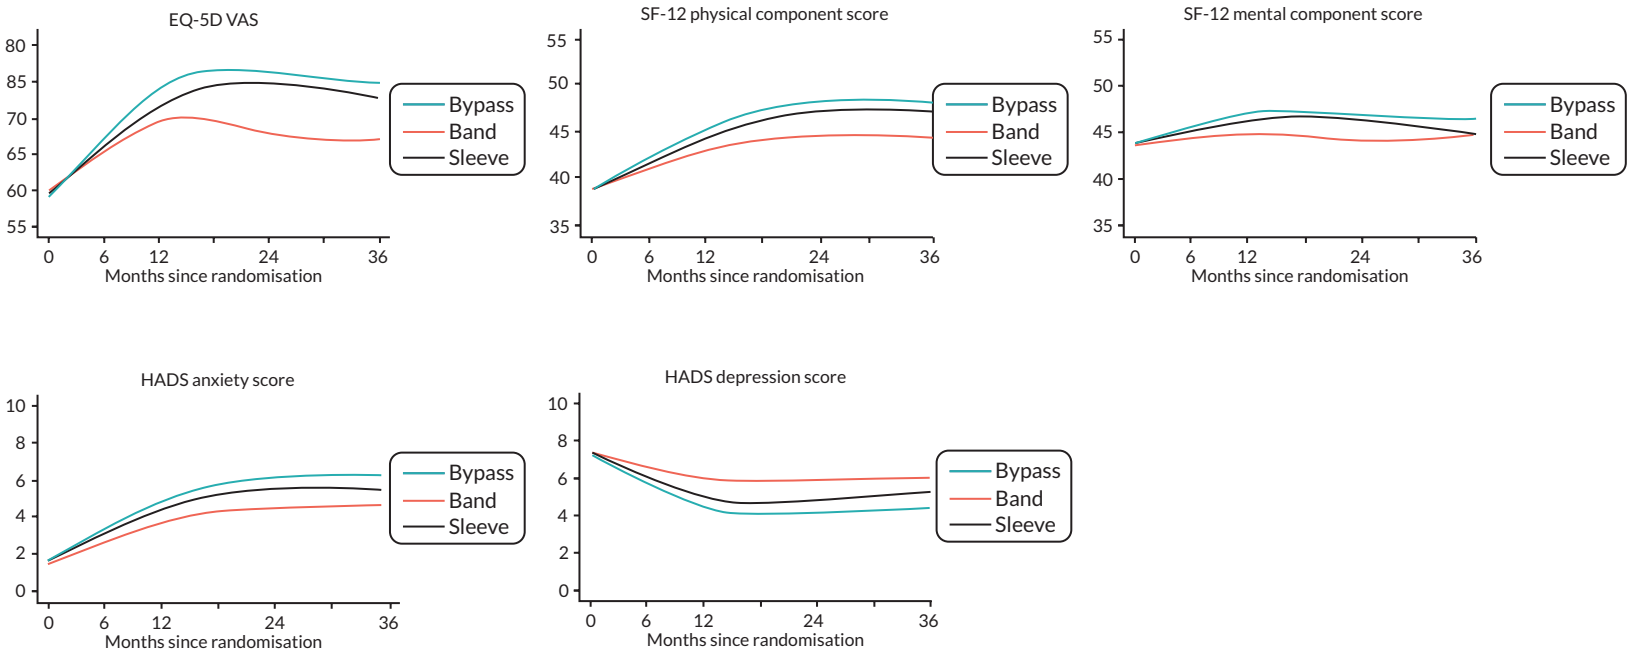 EQ-5D VAS
80
85
70
65
60
55
0 6 12 24 36
Months since randomisation
Bypass
Band
Sleeve
SF-12 physical component score
55
50
45
40
35
0 6 12 24 36
Months since randomisation
Bypass
Band
Sleeve
SF-12 mental component score
55
50
45
40
35
0 6 12 24 36
Months since randomisation
Bypass
Band
Sleeve
HADS anxiety score
10
8
6
4
2
0
0 6 12 24 36
Months since randomisation
Bypass
Band
Sleeve
HADS depression score
10
8
6
4
2
0
0 6 12 24 36
Months since randomisation
Bypass
Band
Sleeve